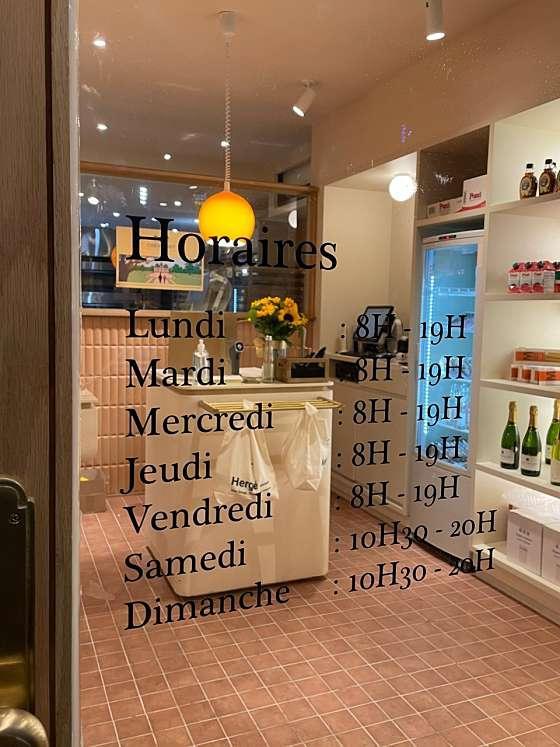 Horaires
Lundi : 8H - 19H
Mardi : 8H - 19H
Mercredi : 8H - 19H
Jeudi : 8H - 19H
Vendredi : 8H - 19H
Samedi : 10H30 - 20H
Dimanche : 10H30 - 20H